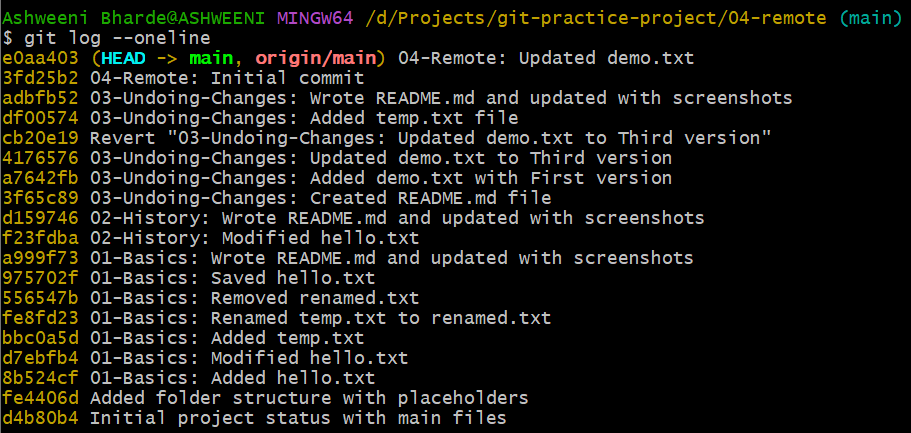 Ashweeni Bharde@ASHWEENI MINGW64 /d/Projects/git-practice-project/04-remote (main)
$ git log --oneline
e0aa403 (HEAD -> main, origin/main) 04-Remote: Updated demo.txt
3fd25b2 04-Remote: Initial commit
adbfb52 03-Undoing-Changes: Wrote README.md and updated with screenshots
df00574 03-Undoing-Changes: Added temp.txt file
cb20e19 Revert "03-Undoing-Changes: Updated demo.txt to Third version"
4176576 03-Undoing-Changes: Updated demo.txt to Third version
a7642fb 03-Undoing-Changes: Added demo.txt with First version
3f65c89 03-Undoing-Changes: Created README.md file
d159746 02-History: Wrote README.md and updated with screenshots
f23fdba 02-History: Modified hello.txt
a999f73 01-Basics: Wrote README.md and updated with screenshots
975702f 01-Basics: Saved hello.txt
556547b 01-Basics: Removed renamed.txt
fe8fd23 01-Basics: Renamed temp.txt to renamed.txt
bbc0a5d 01-Basics: Added temp.txt
d7ebfb4 01-Basics: Modified hello.txt
8b524cf 01-Basics: Added hello.txt
fe4406d Added folder structure with placeholders
d4b80b4 Initial project status with main files